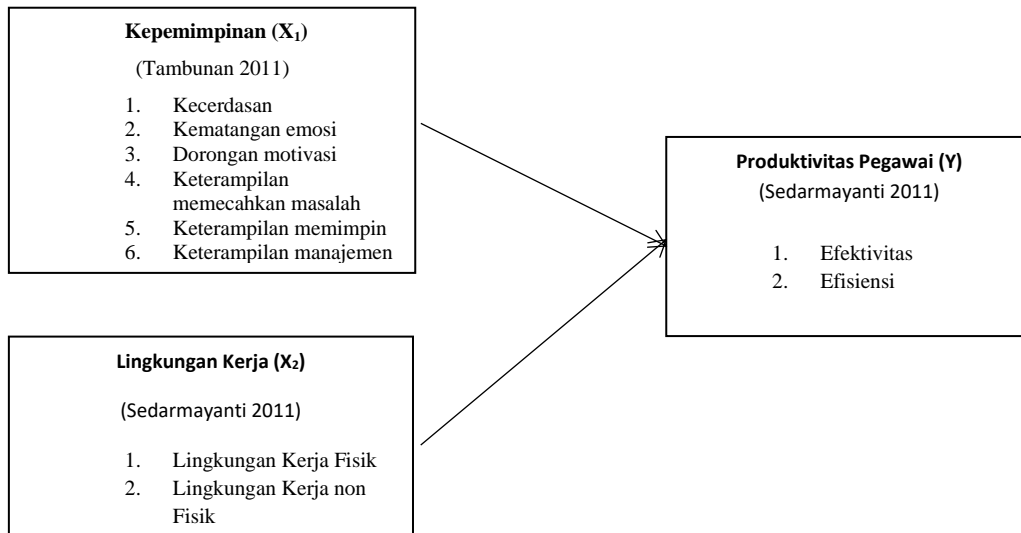 Kepemimpinan (X₁)
(Tambunan 2011)
1. Kecerdasan
2. Kematangan emosi
3. Dorongan motivasi
4. Keterampilan
memecahkan masalah
5. Keterampilan memimpin
6. Keterampilan manajemen
Produktivitas Pegawai (Y)
(Sedarmayanti 2011)
1. Efektivitas
2. Efisiensi
Lingkungan Kerja (X₂)
(Sedarmayanti 2011)
1. Lingkungan Kerja Fisik
2. Lingkungan Kerja non
Fisik